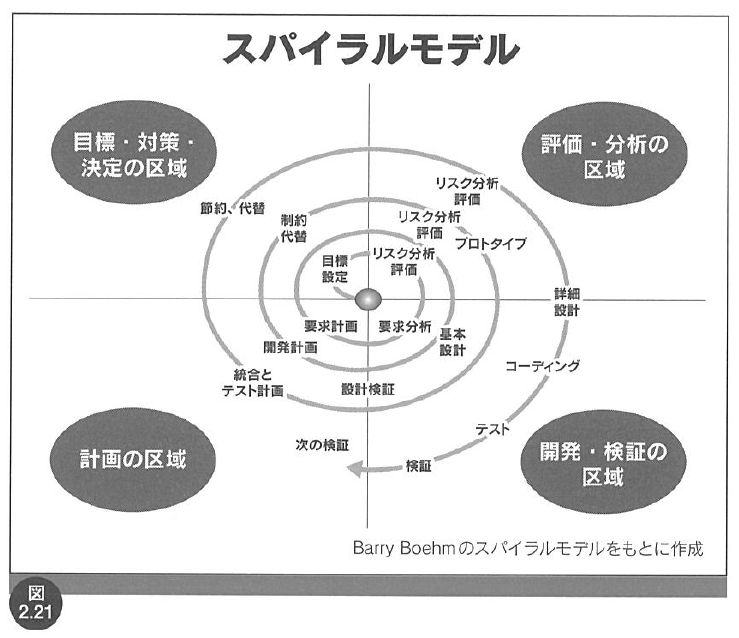 スパイラルモデル
目標・対策・
決定の区域
評価・分析の
区域
節約、代替
制約
代替
目標
設定
リスク分析
評価
リスク分析
評価
リスク分析
評価
プロトタイプ
詳細
設計
要求計画
要求分析
基本
設計
開発計画
コーディング
統合と
テスト計画
設計検証
テスト
次の検証
検証
計画の区域
開発・検証の
区域
Barry Boehmのスパイラルモデルをもとに作成
図
2.21